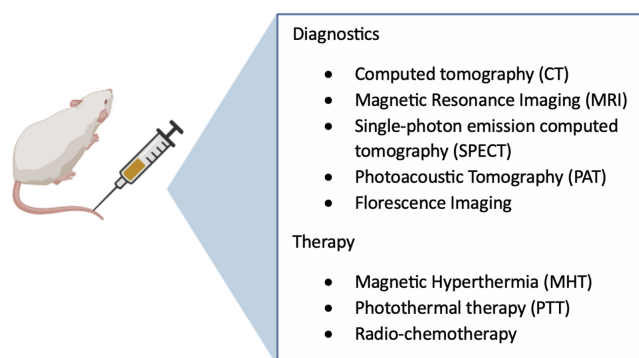 Diagnostics
• Computed tomography (CT)
• Magnetic Resonance Imaging (MRI)
• Single-photon emission computed
tomography (SPECT)
• Photoacoustic Tomography (PAT)
• Florescence Imaging
Therapy
• Magnetic Hyperthermia (MHT)
• Photothermal therapy (PTT)
• Radio-chemotherapy